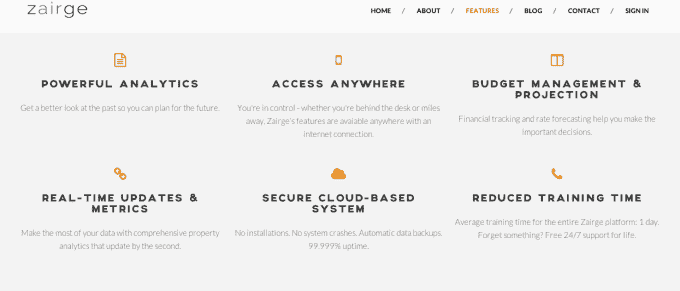 zairge
HOME / ABOUT / FEATURES / BLOG / CONTACT / SIGN IN
POWERFUL ANALYTICS
Get a better look at the past so you can plan for the future.
ACCESS ANYWHERE
You're in control - whether you're behind the desk or miles
away, Zairge's features are avaiable anywhere with an
internet connection.
BUDGET MANAGEMENT &
PROJECTION
Financial tracking and rate forecasting help you make the
important decisions.
REAL-TIME UPDATES &
METRICS
Make the most of your data with comprehensive property
analytics that update by the second.
SECURE CLOUD-BASED
SYSTEM
No installations. No system crashes. Automatic data backups.
99.999% uptime.
REDUCED TRAINING TIME
Average training time for the entire Zairge platform: 1 day.
Forget something? Free 24/7 support for life.